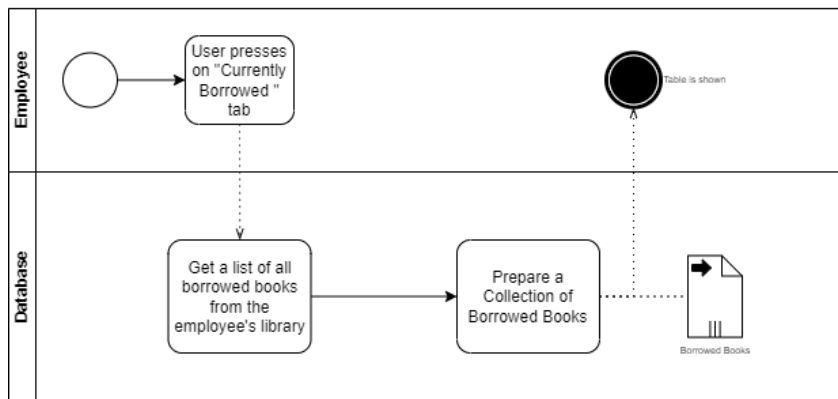 Employee
User presses
on "Currently
Borrowed "
tab
Table is shown
Database
Get a list of all
borrowed books
from the
employee's library
Prepare a
Collection of
Borrowed Books
Borrowed Books